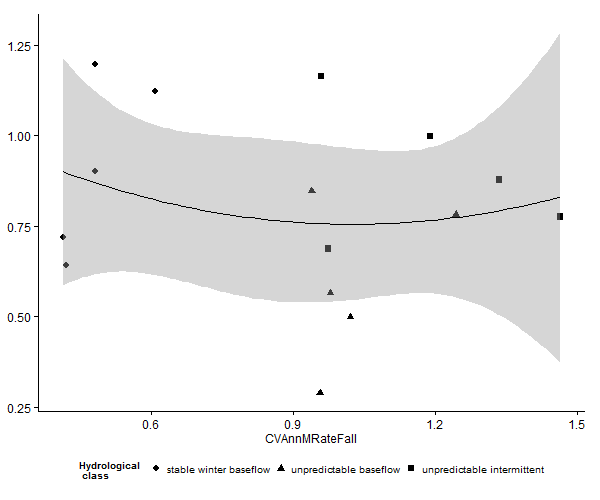 1.25
1.00
0.75
0.50
0.25
0.6 0.9 1.2 1.5
CVAnnMRateFall
Hydrological
class
stable winter baseflow unpredictable baseflow unpredictable intermittent